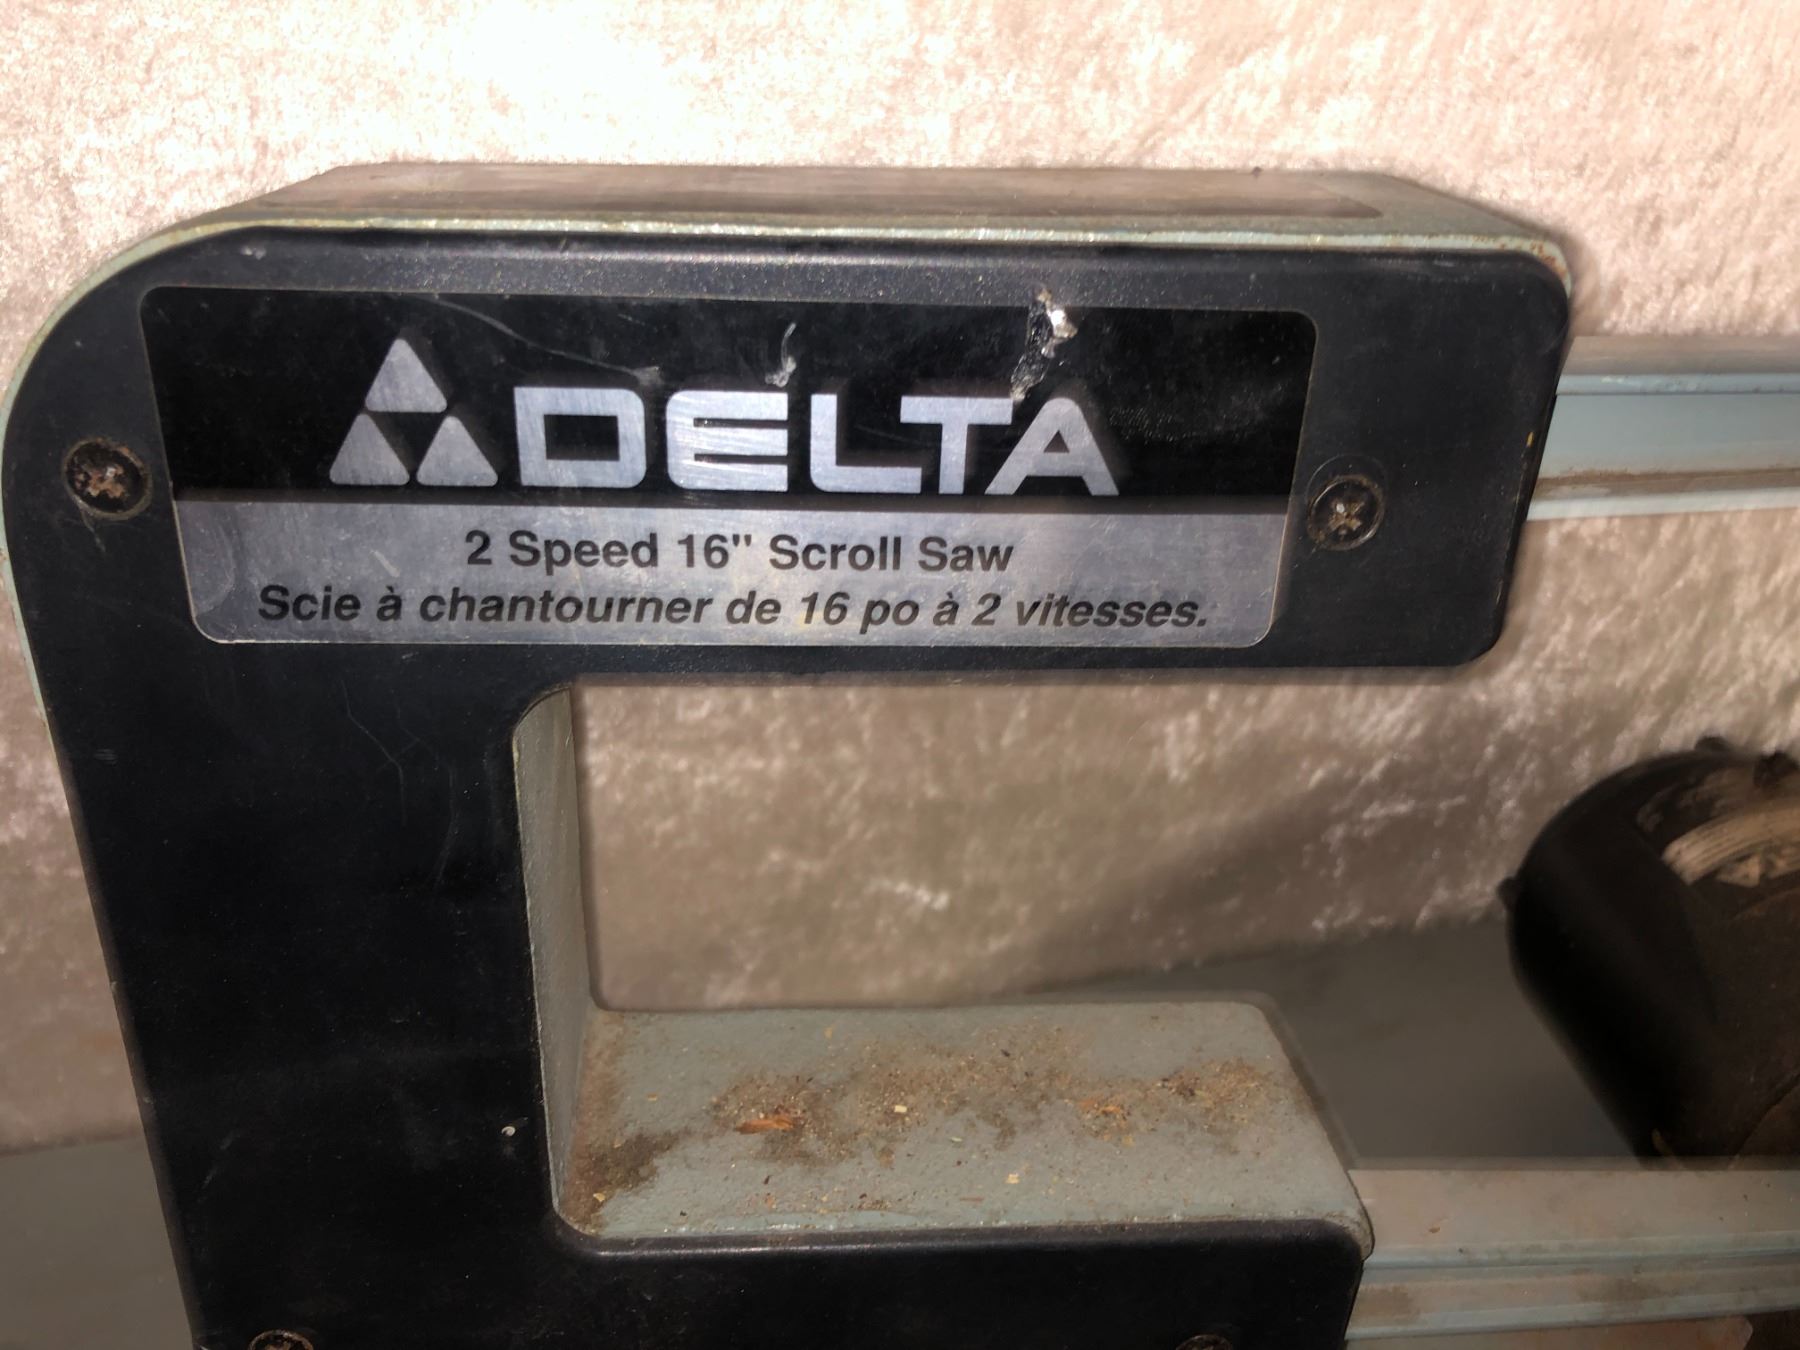 DELTA
2 Speed 16" Scroll Saw
Scie à chantourner de 16 po à 2 vitesses.